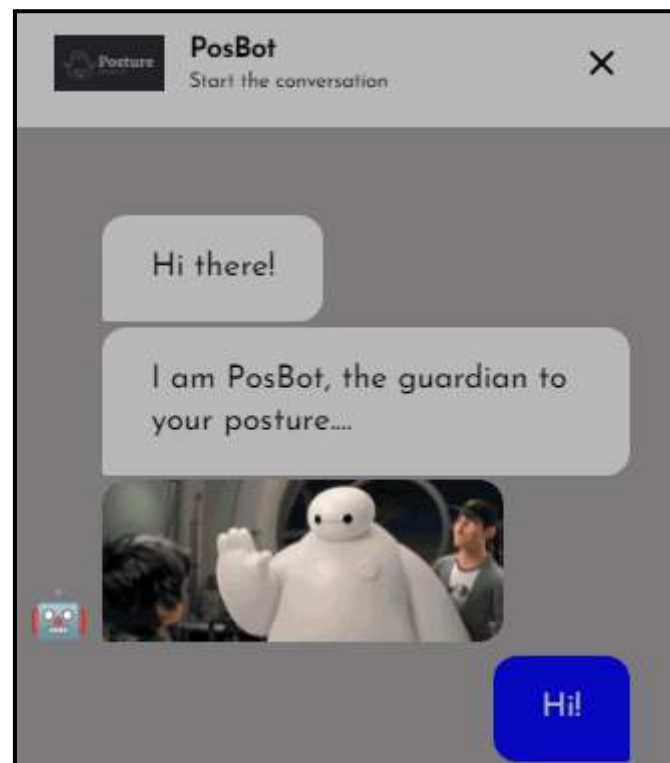 Posture
PosBot
Start the conversation
Hi there!
I am PosBot, the guardian to
your posture....
Hi!